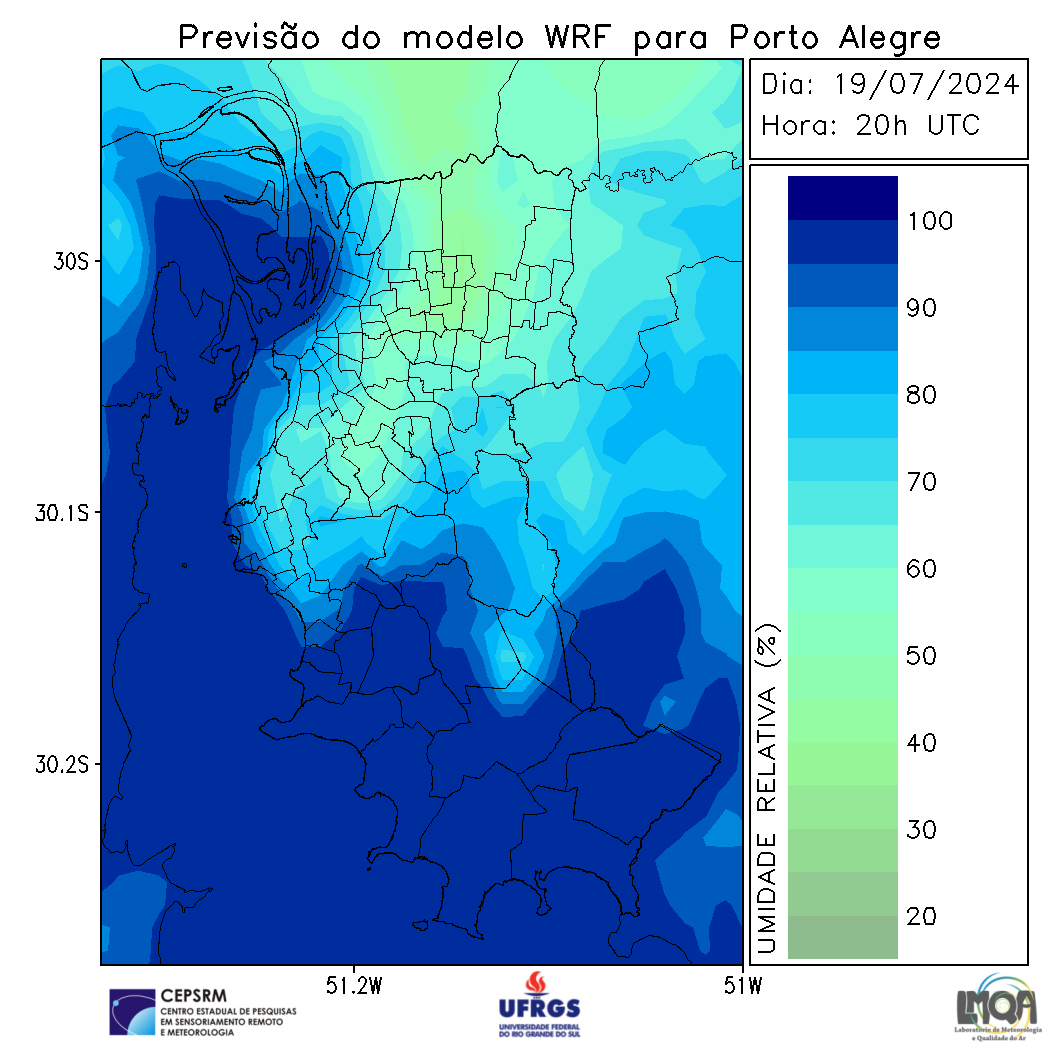 Previsão do modelo WRF para Porto Alegre
Dia: 19/07/2024
Hora: 20h UTC
30S
30.1S
30.2S
51.2W
51W
UMIDADE RELATIVA (%)
100
90
80
70
60
50
40
30
20
CEPSRM
CENTRO ESTADUAL DE PESQUISAS
EM SENSORIAMENTO REMOTO
E METEOROLOGIA
UFRGS
UNIVERSIDADE FEDERAL
DO RIO GRANDE DO SUL
LMQA
Laboratório de Meteorologia
e Qualidade do Ar